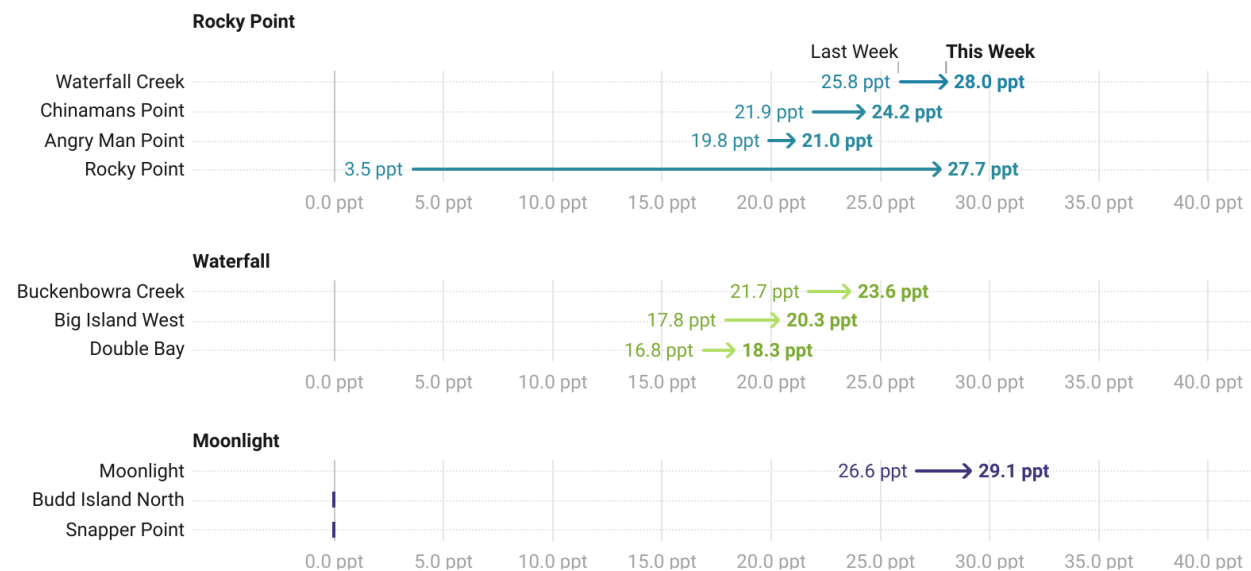 Rocky Point
Last Week This Week
Waterfall Creek 25.8 ppt 28.0 ppt
Chinamans Point 21.9 ppt 24.2 ppt
Angry Man Point 19.8 ppt 21.0 ppt
Rocky Point 3.5 ppt 27.7 ppt
0.0 ppt 5.0 ppt 10.0 ppt 15.0 ppt 20.0 ppt 25.0 ppt 30.0 ppt 35.0 ppt 40.0 ppt
Waterfall
Buckenbowra Creek 21.7 ppt 23.6 ppt
Big Island West 17.8 ppt 20.3 ppt
Double Bay 16.8 ppt 18.3 ppt
0.0 ppt 5.0 ppt 10.0 ppt 15.0 ppt 20.0 ppt 25.0 ppt 30.0 ppt 35.0 ppt 40.0 ppt
Moonlight
Moonlight 26.6 ppt 29.1 ppt
Budd Island North
Snapper Point
0.0 ppt 5.0 ppt 10.0 ppt 15.0 ppt 20.0 ppt 25.0 ppt 30.0 ppt 35.0 ppt 40.0 ppt